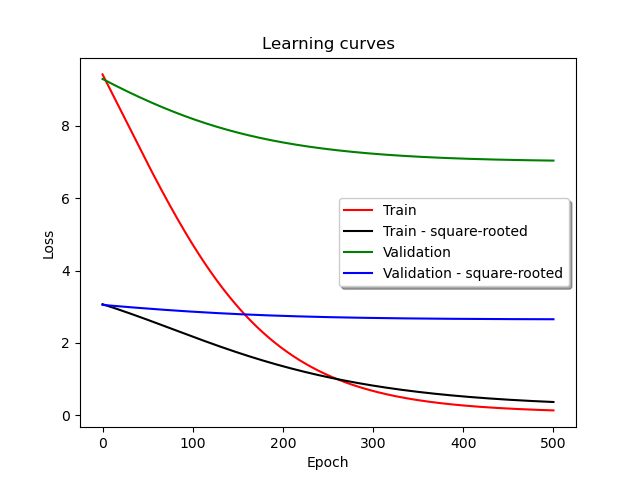 Learning curves
Loss
8
6
4
2
0
Train
Train - square-rooted
Validation
Validation - square-rooted
0 100 200 300 400 500
Epoch